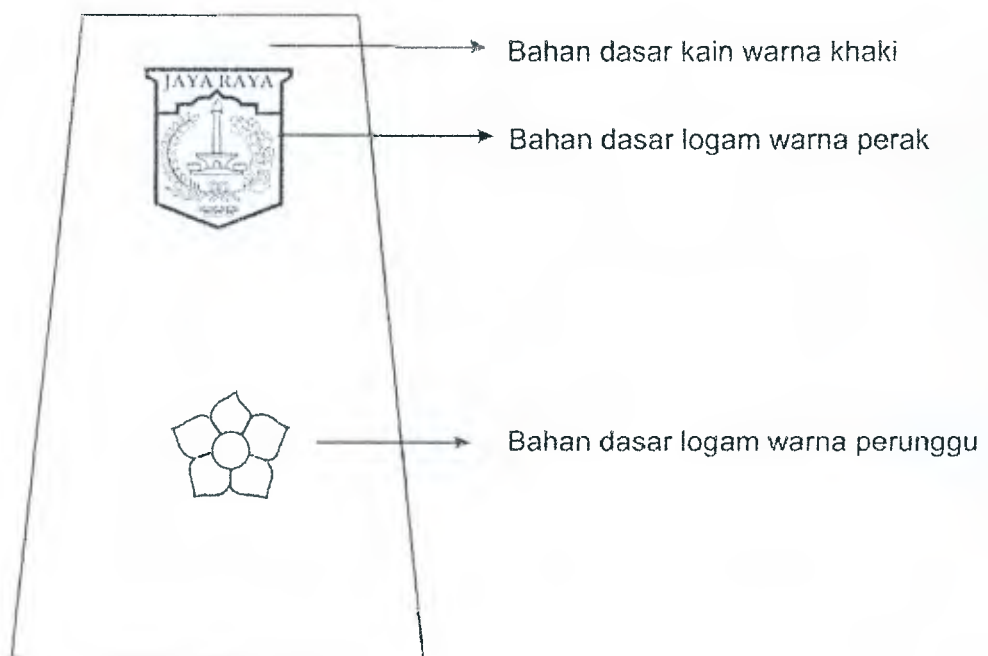 Bahan dasar kain warna khaki
JAYA RAYA
Bahan dasar logam warna perak
Bahan dasar logam warna perunggu